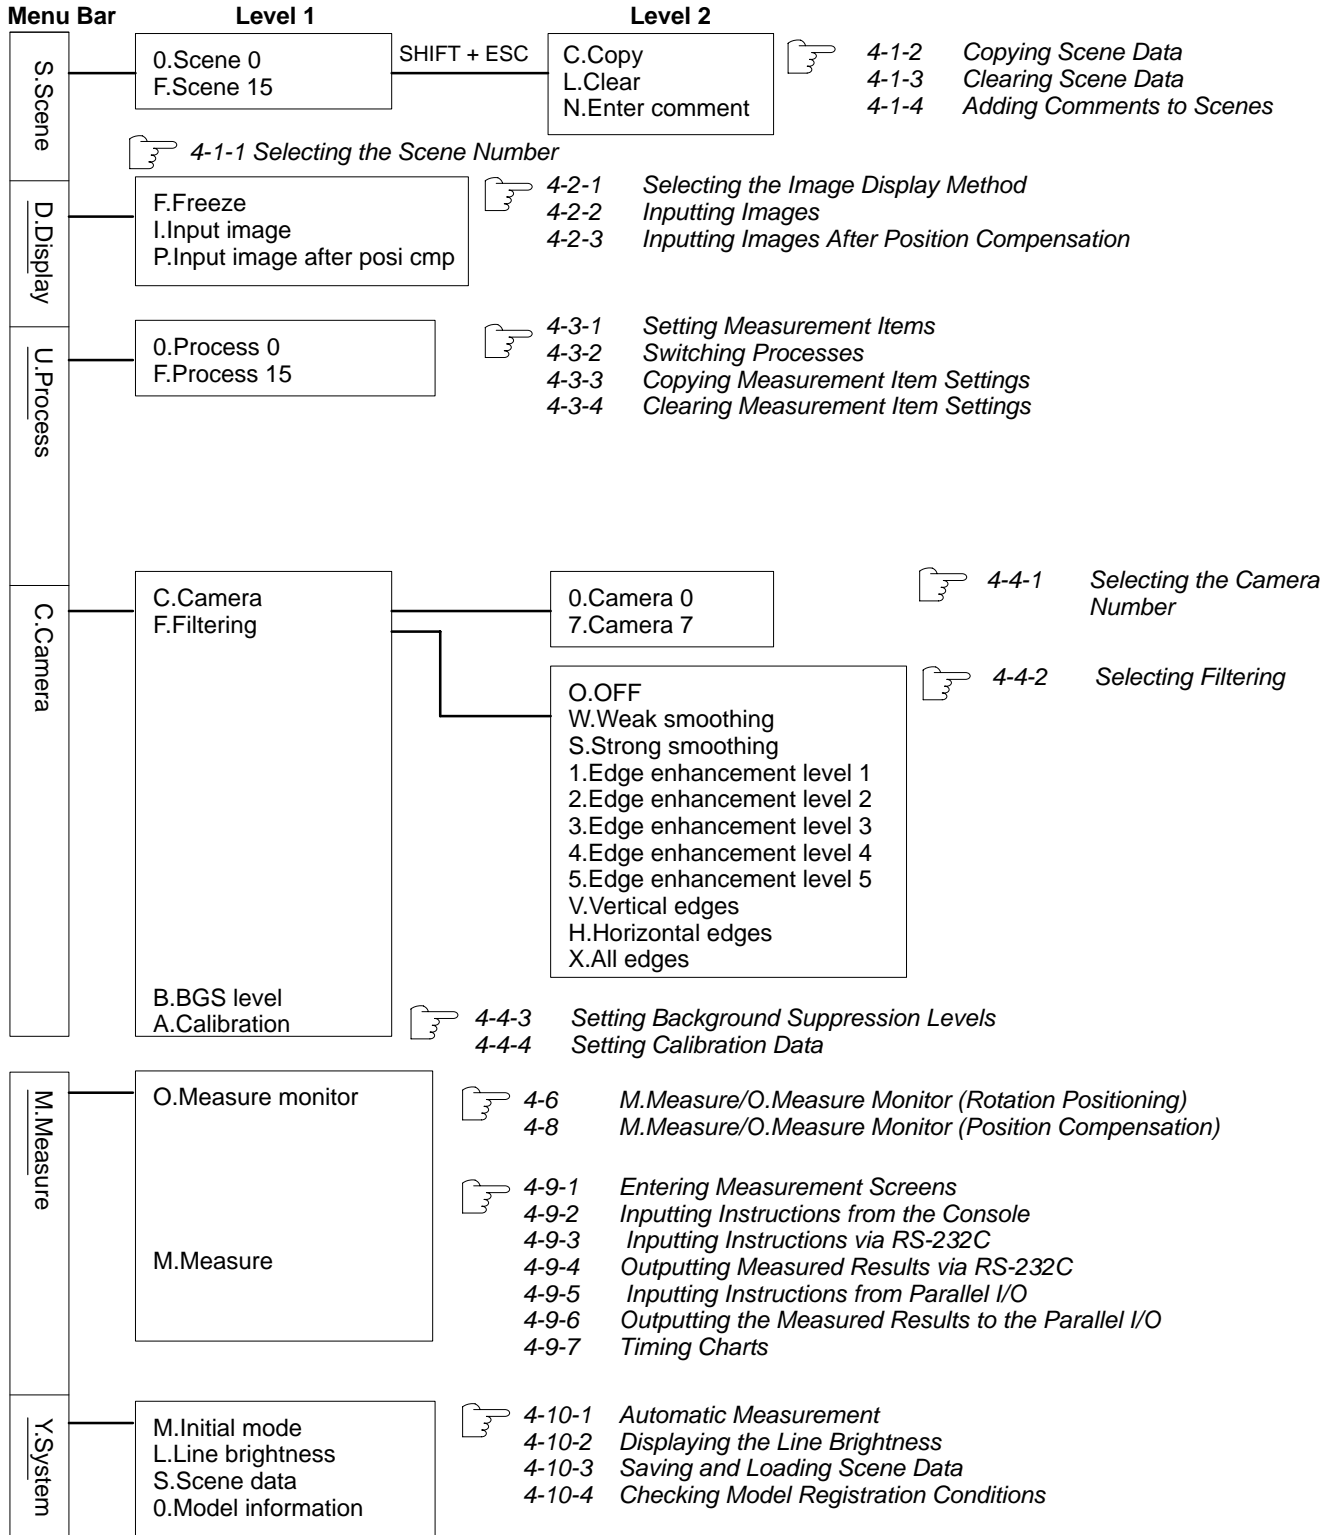 Menu Bar Level 1 Level 2
S.Scene
0.Scene 0
F.Scene 15
SHIFT + ESC
C.Copy
L.Clear
N.Enter comment
4-1-2 Copying Scene Data
4-1-3 Clearing Scene Data
4-1-4 Adding Comments to Scenes
4-1-1 Selecting the Scene Number
D.Display
F.Freeze
I.Input image
P.Input image after posi cmp
4-2-1 Selecting the Image Display Method
4-2-2 Inputting Images
4-2-3 Inputting Images After Position Compensation
U.Process
0.Process 0
F.Process 15
4-3-1 Setting Measurement Items
4-3-2 Switching Processes
4-3-3 Copying Measurement Item Settings
4-3-4 Clearing Measurement Item Settings
C.Camera
C.Camera
F.Filtering
0.Camera 0
7.Camera 7
4-4-1 Selecting the Camera
Number
O.OFF
W.Weak smoothing
S.Strong smoothing
1.Edge enhancement level 1
2.Edge enhancement level 2
3.Edge enhancement level 3
4.Edge enhancement level 4
5.Edge enhancement level 5
V.Vertical edges
H.Horizontal edges
X.All edges
4-4-2 Selecting Filtering
B.BGS level
A.Calibration
4-4-3 Setting Background Suppression Levels
4-4-4 Setting Calibration Data
M.Measure
O.Measure monitor
4-6 M.Measure/O.Measure Monitor (Rotation Positioning)
4-8 M.Measure/O.Measure Monitor (Position Compensation)
M.Measure
4-9-1 Entering Measurement Screens
4-9-2 Inputting Instructions from the Console
4-9-3 Inputting Instructions via RS-232C
4-9-4 Outputting Measured Results via RS-232C
4-9-5 Inputting Instructions from Parallel I/O
4-9-6 Outputting the Measured Results to the Parallel I/O
4-9-7 Timing Charts
Y.System
M.Initial mode
L.Line brightness
S.Scene data
0.Model information
4-10-1 Automatic Measurement
4-10-2 Displaying the Line Brightness
4-10-3 Saving and Loading Scene Data
4-10-4 Checking Model Registration Conditions